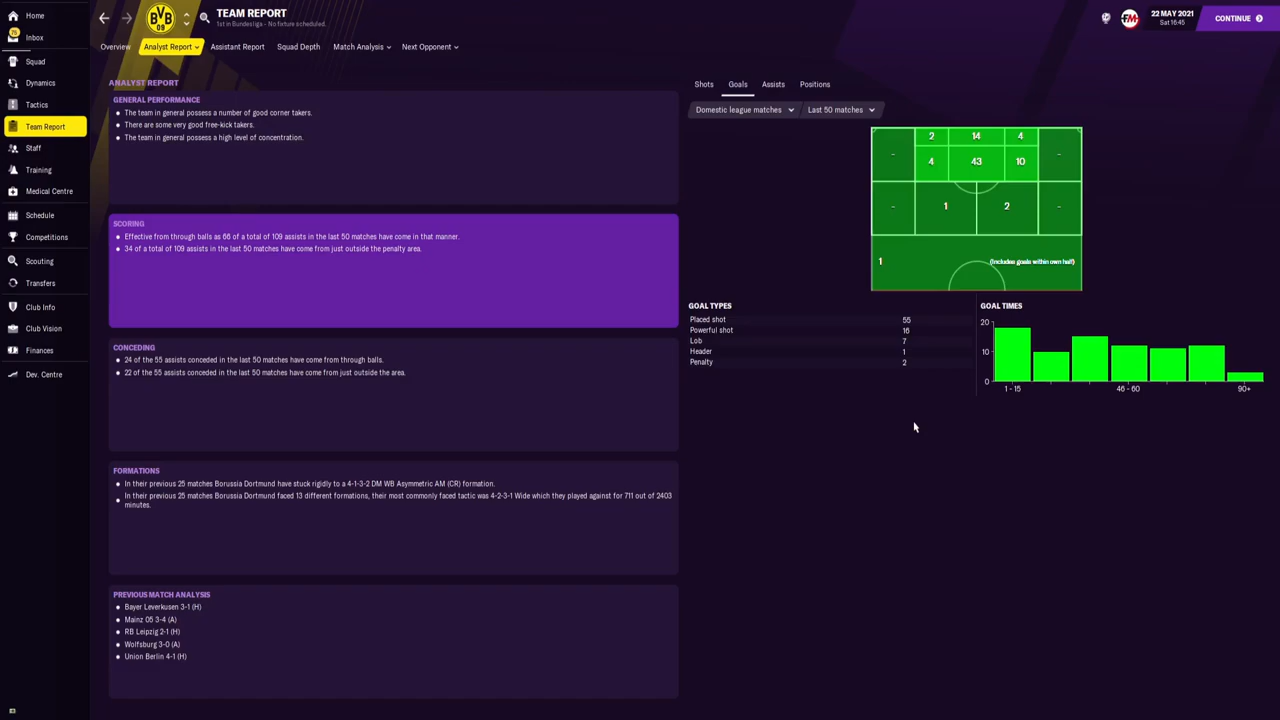 Home
Inbox
75
Squad
Dynamics
Tactics
Team Report
Staff
Training
Medical Centre
Schedule
Competitions
Scouting
Transfers
Club Info
Club Vision
Finances
Dev. Centre
BVB
09
TEAM REPORT
1st in Bundesliga - No fixture scheduled.
FM
22 MAY 2021
Sat 16:45
CONTINUE
Overview
Analyst Report
Assistant Report
Squad Depth
Match Analysis
Next Opponent
ANALYST REPORT
GENERAL PERFORMANCE
The team in general possess a number of good corner takers.
There are some very good free-kick takers.
The team in general possess a high level of concentration.
SCORING
Effective from through balls as 66 of a total of 109 assists in the last 50 matches have come in that manner.
34 of a total of 109 assists in the last 50 matches have come from just outside the penalty area.
CONCEDING
24 of the 55 assists conceded in the last 50 matches have come from through balls.
22 of the 55 assists conceded in the last 50 matches have come from just outside the area.
FORMATIONS
In their previous 25 matches Borussia Dortmund have stuck rigidly to a 4-1-3-2 DM WB Asymmetric AM (CR) formation.
In their previous 25 matches Borussia Dortmund faced 13 different formations, their most commonly faced tactic was 4-2-3-1 Wide which they played against for 711 out of 2403
minutes.
PREVIOUS MATCH ANALYSIS
Bayer Leverkusen 3-1 (H)
Mainz 05 3-4 (A)
RB Leipzig 2-1 (H)
Wolfsburg 3-0 (A)
Union Berlin 4-1 (H)
Shots
Goals
Assists
Positions
Domestic league matches
Last 50 matches
2 14 4
- 4 43 10 -
- 1 2 -
1 (Includes goals within own half)
GOAL TYPES
Placed shot 55
Powerful shot 16
Lob 7
Header 1
Penalty 2
GOAL TIMES
20
10
0
1 - 15 46 - 60 90+